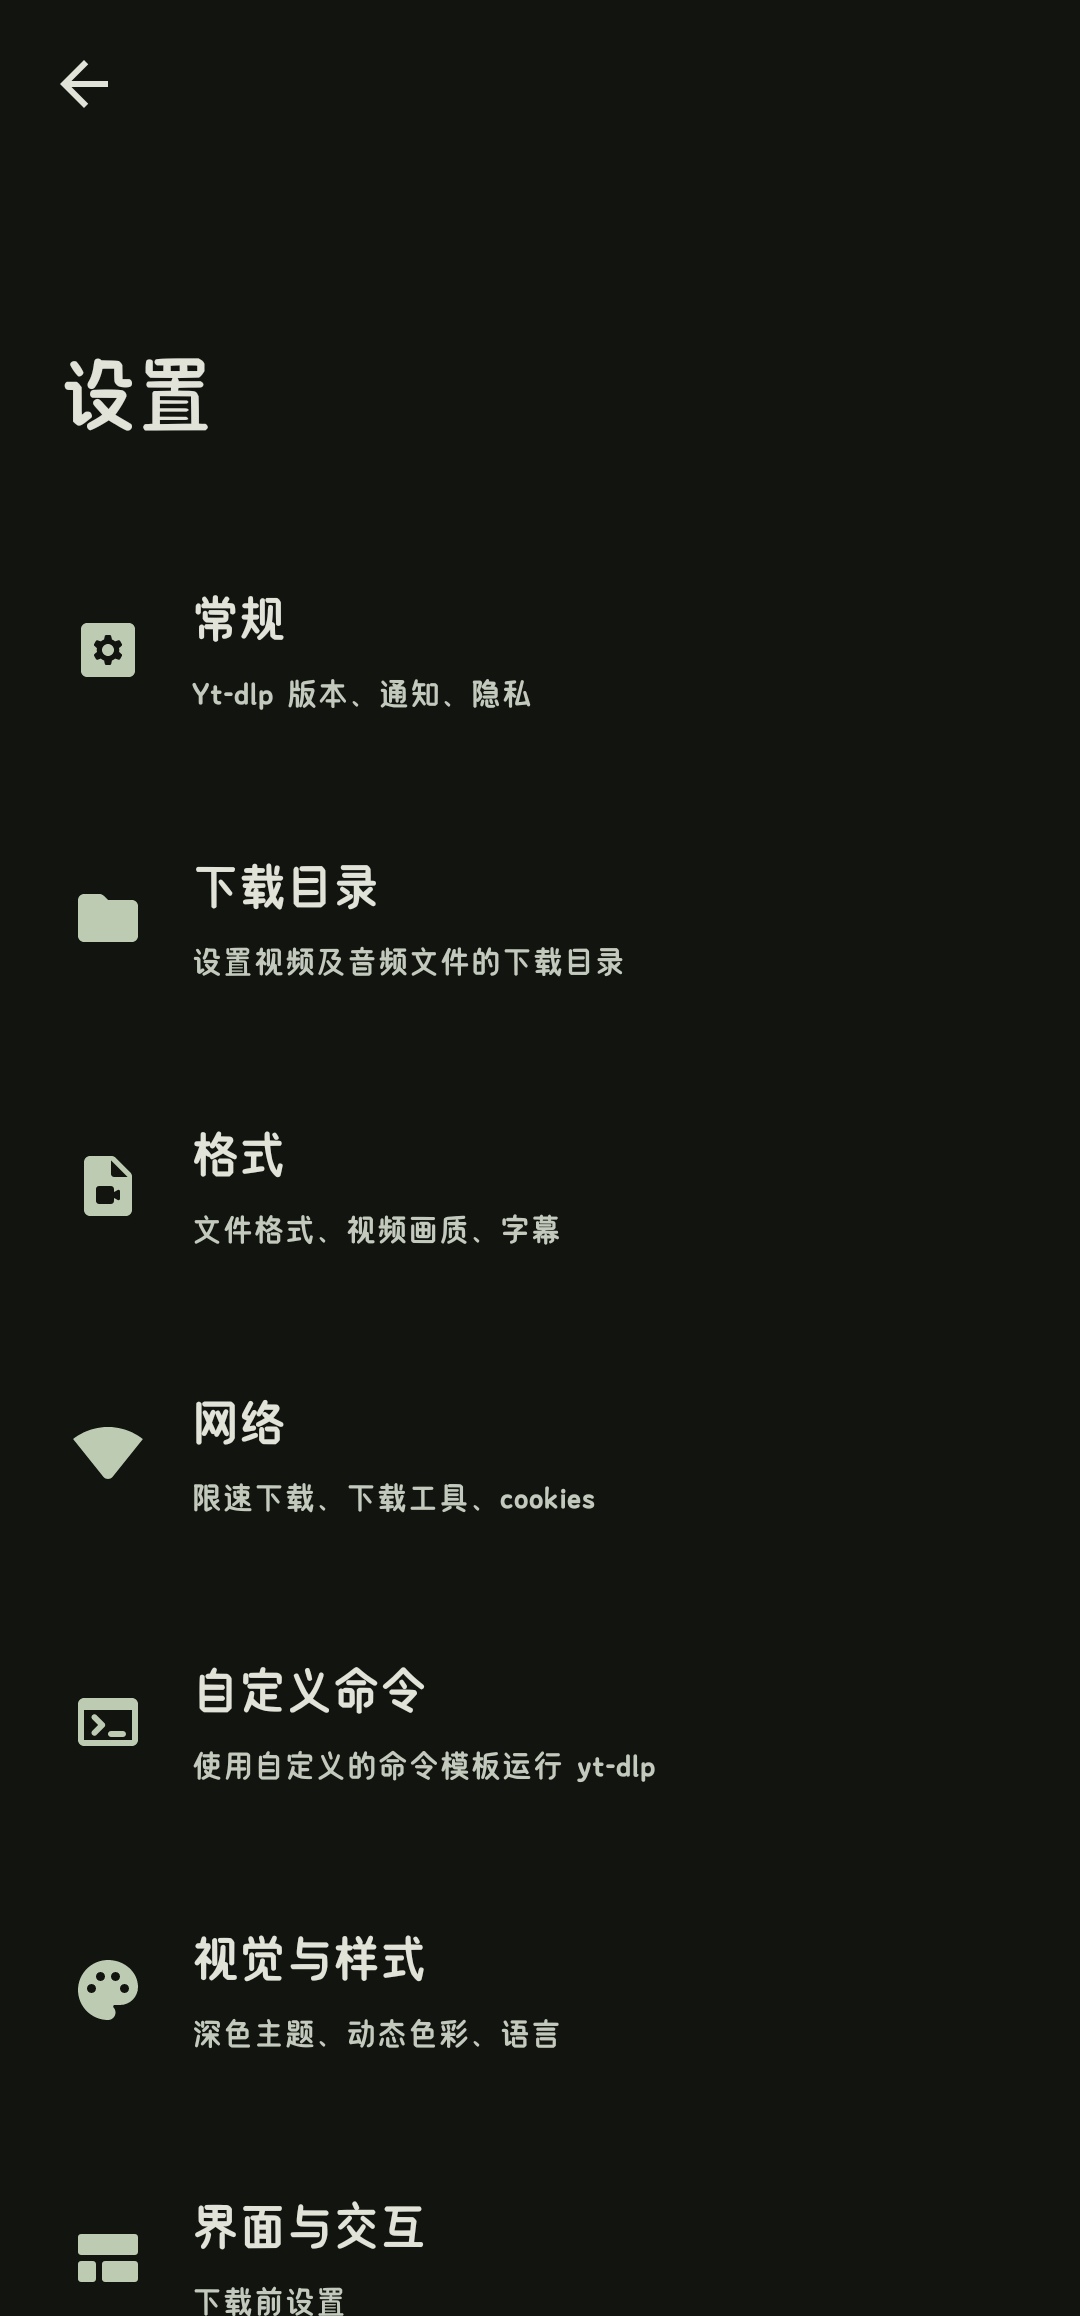 设置
常规
Yt-dlp 版本、通知、隐私
下载目录
设置视频及音频文件的下载目录
格式
文件格式、视频画质、字幕
网络
限速下载、下载工具、cookies
自定义命令
使用自定义的命令模板运行 yt-dlp
视觉与样式
深色主题、动态色彩、语言
界面与交互
下载前设置